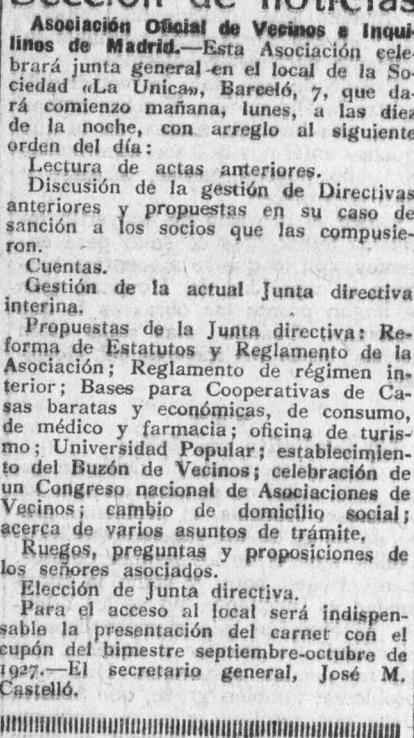 Sección de noticias
Asociación Oficial de Vecinos e Inqui-
linos de Madrid.—Esta Asociación cele-
brará junta general en el local de la So-
ciedad «La Unica», Barceló, 7, que da-
rá comienzo mañana, lunes, a las diez
de la noche, con arreglo al siguiente
orden del día:
Lectura de actas anteriores.
Discusión de la gestión de Directivas
anteriores y propuestas en su caso de
sanción a los socios que las compusie-
ron.
Cuentas.
Gestión de la actual Junta directiva
interina.
Propuestas de la Junta directiva: Re-
forma de Estatutos y Reglamento de la
Asociación; Reglamento de régimen in-
terior; Bases para Cooperativas de Ca-
sas baratas y económicas, de consumo,
de médico y farmacia; oficina de turis-
mo; Universidad Popular; establecimien-
to del Buzón de Vecinos; celebración de
un Congreso nacional de Asociaciones de
Vecinos; cambio de domicilio social;
acerca de varios asuntos de trámite.
Ruegos, preguntas y proposiciones de
los señores asociados.
Elección de Junta directiva.
Para el acceso al local será indispen-
sable la presentación del carnet con el
cupón del bimestre septiembre-octubre de
1927.—El secretario general, José M.
Castelló.